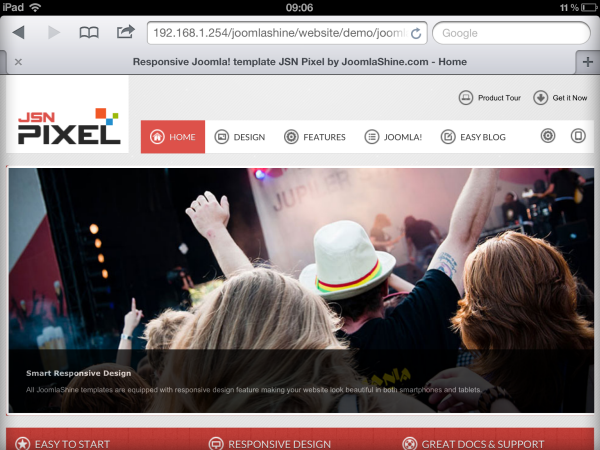 iPad 09:06 11 %
192.168.1.254/joomlashine/website/demo/jooml Google
Responsive Joomla! template JSN Pixel by JoomlaShine.com - Home
Product Tour Get it Now
JSN
PIXEL
HOME DESIGN FEATURES JOOMLA! EASY BLOG
JUPILER
Smart Responsive Design
All JoomlaShine templates are equipped with responsive design feature making your website look beautiful in both smartphones and tablets.
EASY TO START RESPONSIVE DESIGN GREAT DOCS & SUPPORT